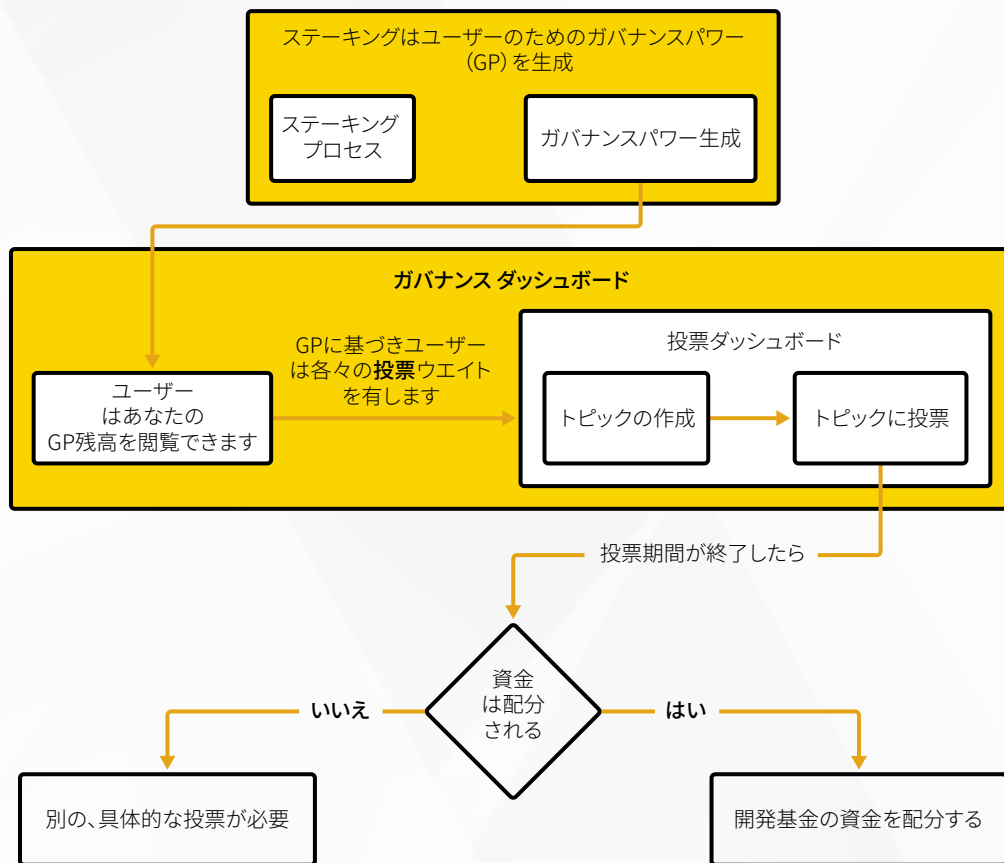 ステーキングはユーザーのためのガバナンスパワー
(GP)を生成
ステーキング
プロセス
ガバナンスパワー生成
ガバナンス ダッシュボード
GPに基づきユーザー
は各々の投票ウエイト
を有します
投票ダッシュボード
ユーザー
はあなたの
GP残高を閲覧できます
トピックの作成
トピックに投票
投票期間が終了したら
資金
は配分
される
いいえ
はい
別の、具体的な投票が必要
開発基金の資金を配分する